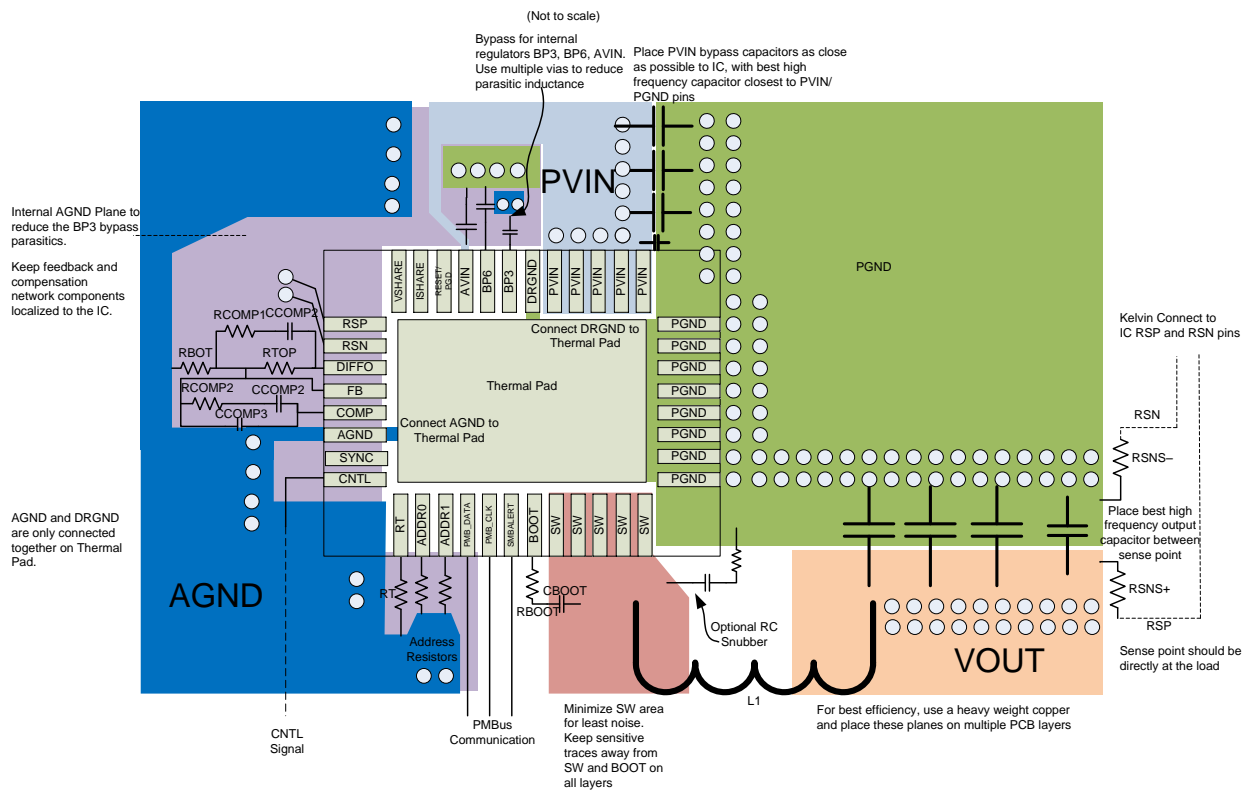 (Not to scale)
Bypass for internal
regulators BP3, BP6, AVIN.
Use multiple vias to reduce
parasitic inductance
Place PVIN bypass capacitors as close
as possible to IC, with best high
frequency capacitor closest to PVIN/
PGND pins
PVIN
Internal AGND Plane to
reduce the BP3 bypass
parasitics.
Keep feedback and
compensation
network components
localized to the IC.
PGND
VSHARE
ISHARE
RESET/
PGD
AVIN
BP6
BP3
DRGND
PVIN
PVIN
PVIN
PVIN
PVIN
RSP
RSN
DIFFO
FB
COMP
AGND
SYNC
CNTL
RCOMP1
CCOMP2
RBOT
RTOP
RCOMP2
CCOMP2
CCOMP3
Connect DRGND to
Thermal Pad
Thermal Pad
Connect AGND to
Thermal Pad
PGND
PGND
PGND
PGND
PGND
PGND
PGND
PGND
Kelvin Connect to
IC RSP and RSN pins
RSN
RSNS–
Place best high
frequency output
capacitor between
sense point
RSNS+
RSP
Sense point should be
directly at the load
AGND and DRGND
are only connected
together on Thermal
Pad.
RT
ADDR0
ADDR1
PMB_DATA
PMB_CLK
SMBALERT
BOOT
SW
SW
SW
SW
SW
AGND
RT
CBOOT
RBOOT
Address
Resistors
Optional RC
Snubber
VOUT
L1
CNTL
Signal
PMBus
Communication
Minimize SW area
for least noise.
Keep sensitive
traces away from
SW and BOOT on
all layers
For best efficiency, use a heavy weight copper
and place these planes on multiple PCB layers